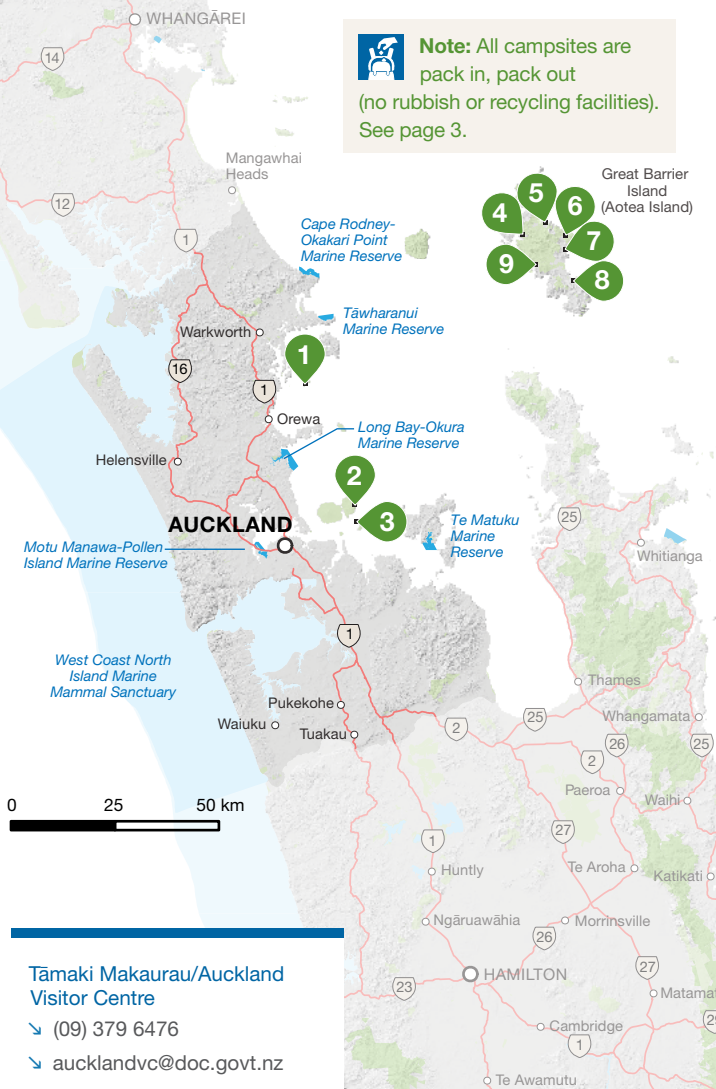 WHANGĀREI
14
Note: All campsites are
pack in, pack out
(no rubbish or recycling facilities).
See page 3.
Mangawhai
Heads
12
1
Great Barrier
Island
(Aotea Island)
4
5
6
7
8
9
Cape Rodney-
Okakari Point
Marine Reserve
Tāwharanui
Marine Reserve
Warkworth
16
1
1
Orewa
Long Bay-Okura
Marine Reserve
Helensville
2
3
AUCKLAND
Te Matuku
Marine
Reserve
Motu Manawa-Pollen
Island Marine Reserve
25
Whitianga
1
West Coast North
Island Marine
Mammal Sanctuary
Thames
Pukekohe
Waiuku
Tuakau
Whangamata
2
25
26
25
2
Paeroa
Waihi
0 25 50 km
1
27
Huntly
Te Aroha
Katikati
Ngāruawāhia
Morrinsville
26
27
HAMILTON
23
Matamat
Cambridge
29
1
Te Awamutu
Tāmaki Makaurau/Auckland
Visitor Centre
↘ (09) 379 6476
↘ aucklandvc@doc.govt.nz